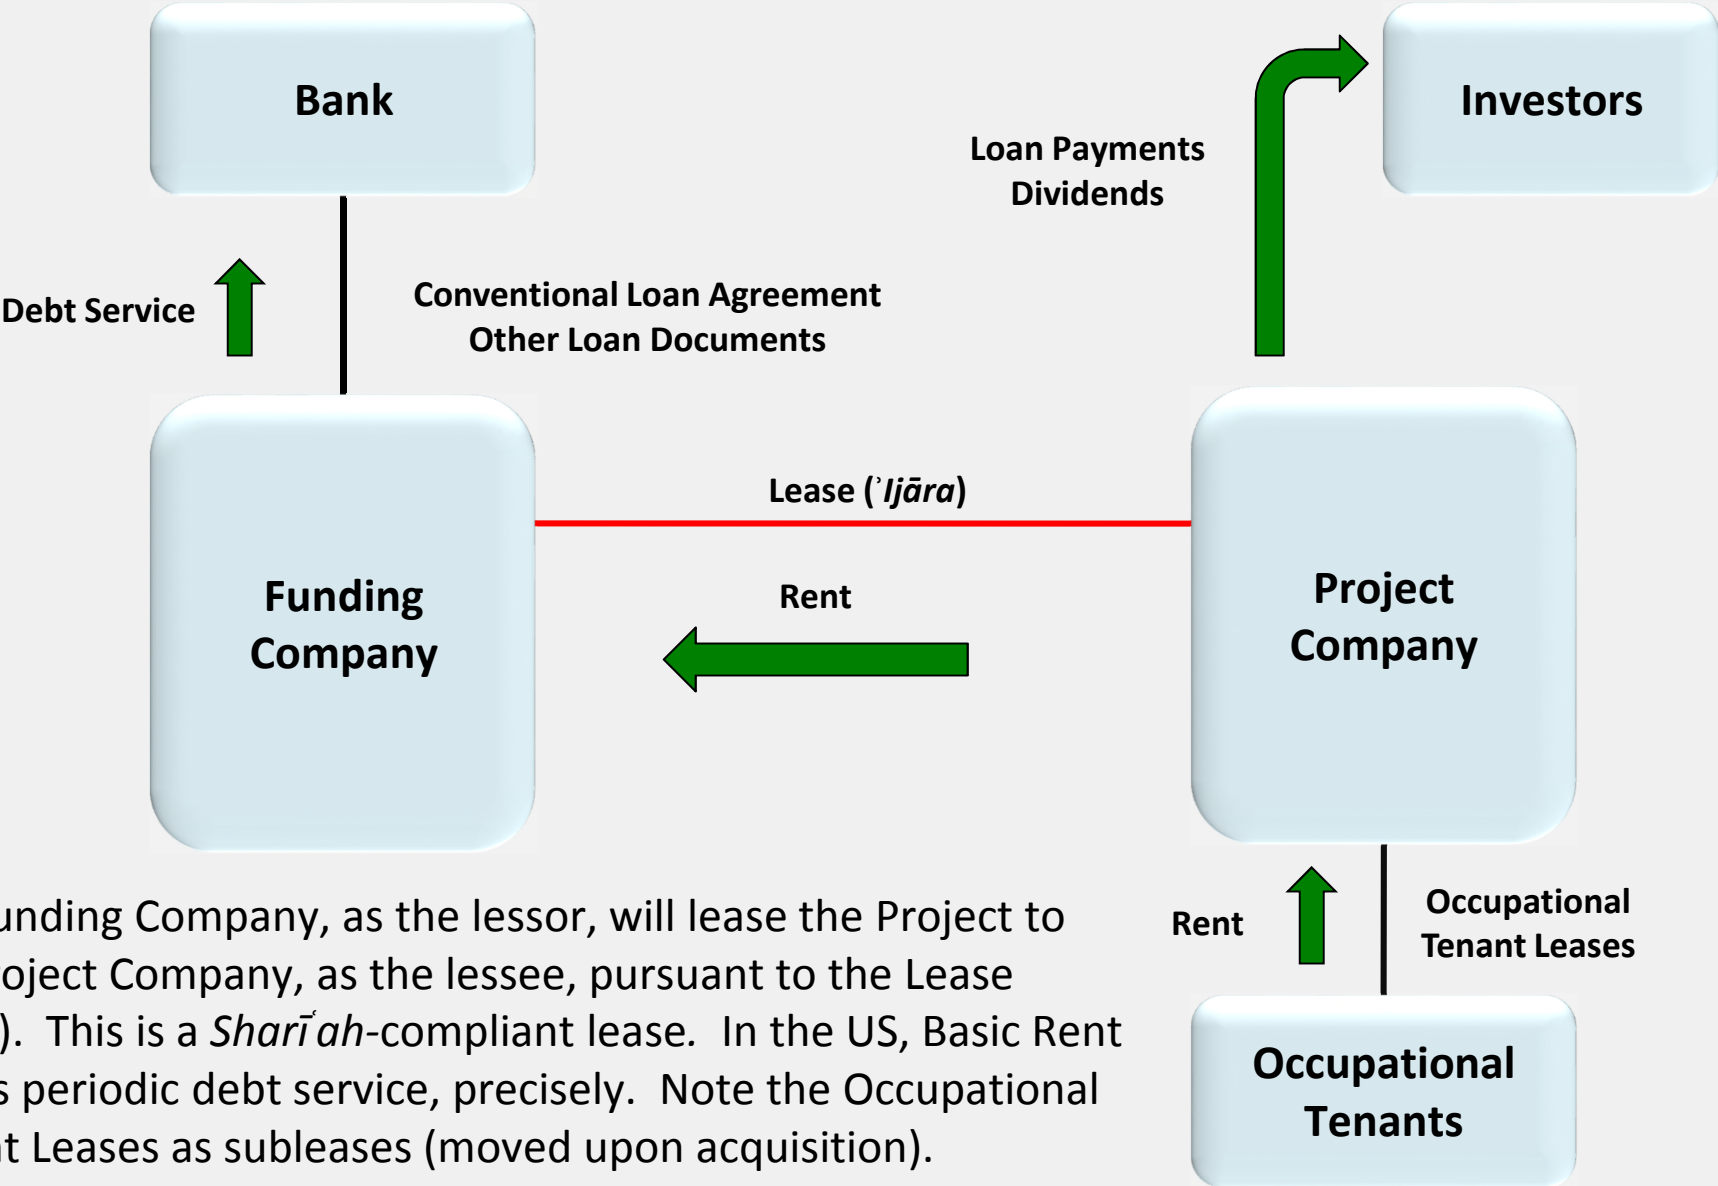 Bank
Investors
Loan Payments
Dividends
Debt Service
Conventional Loan Agreement
Other Loan Documents
Lease (ʾIjāra)
Funding
Company
Rent
Project
Company
unding Company, as the lessor, will lease the Project to
oject Company, as the lessee, pursuant to the Lease
). This is a Sharīʿah-compliant lease. In the US, Basic Rent
s periodic debt service, precisely. Note the Occupational
t Leases as subleases (moved upon acquisition).
Rent
Occupational
Tenant Leases
Occupational
Tenants